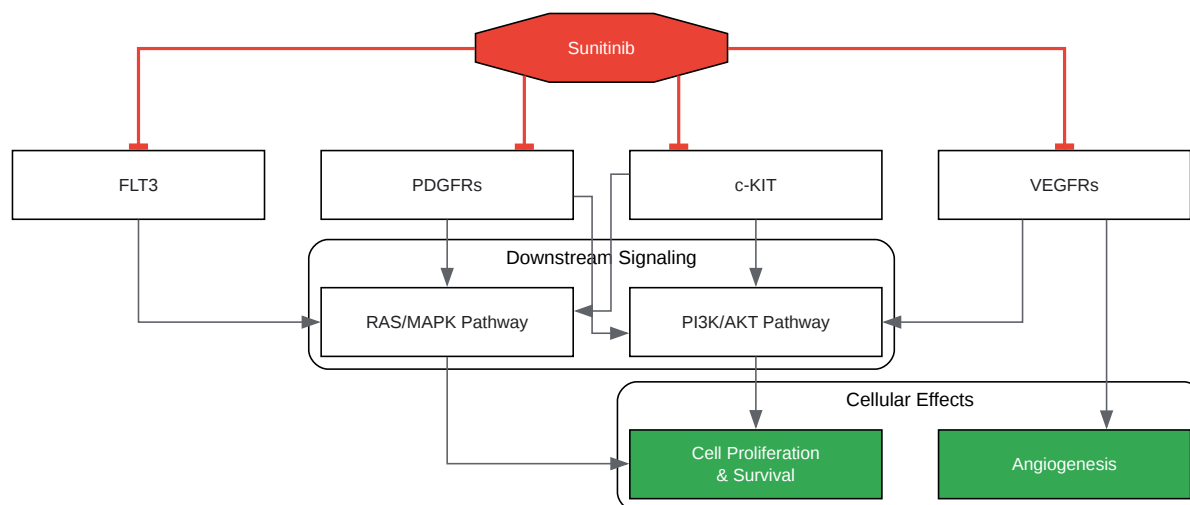 Sunitinib
FLT3
PDGFRs
c-KIT
VEGFRs
Downstream Signaling
RAS/MAPK Pathway
PI3K/AKT Pathway
Cellular Effects
Cell Proliferation
& Survival
Angiogenesis